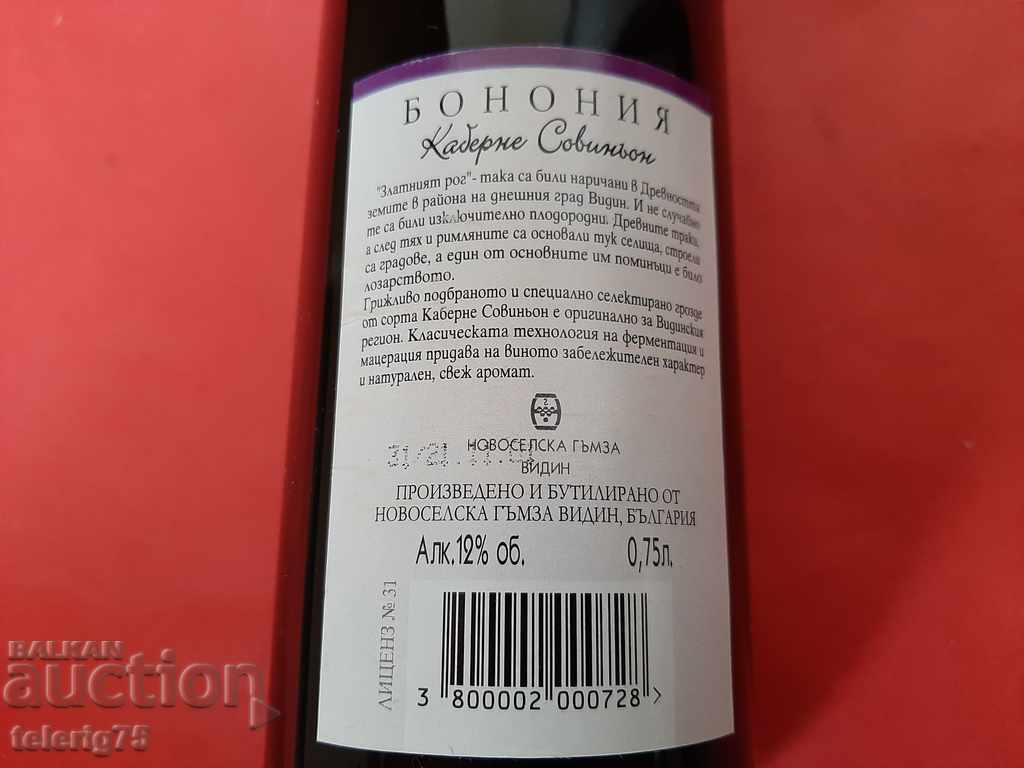 БОНОНИЯ
Каберне Совиньон
"Златният рог"- така са били наричани в Древността
земите в района на днешния град Видин. И не случайно
те са били изключително плодородни. Древните траки,
а след тях и римляните са основали тук селища, строели
са градове, а един от основните им поминъци е било
лозарството.
Грижливо подбраното и специално селектирано грозде
от сорта Каберне Совиньон е оригинално за Видинския
регион. Класическата технология на ферментация и
мацерация придава на виното забележителен характер
и натурален, свеж аромат.
НОВОСЕЛСКА ГЪМЗА
ВИДИН
ПРОИЗВЕДЕНО И БУТИЛИРАНО ОТ
НОВОСЕЛСКА ГЪМЗА ВИДИН, БЪЛГАРИЯ
Алк.12% об. 0,75л.
ЛИЦЕНЗ № 31
3 800002 000728 >
BALKAN
auction
telerig75